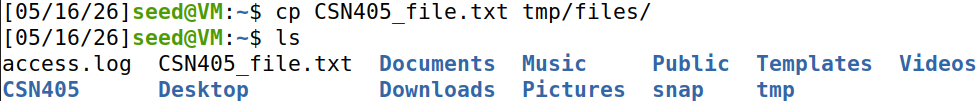 [05/16/26]seed@VM:~$ cp CSN405_file.txt tmp/files/
[05/16/26]seed@VM:~$ ls
access.log  CSN405_file.txt  Documents  Music     Public  Templates  Videos
CSN405      Desktop          Downloads  Pictures  snap    tmp